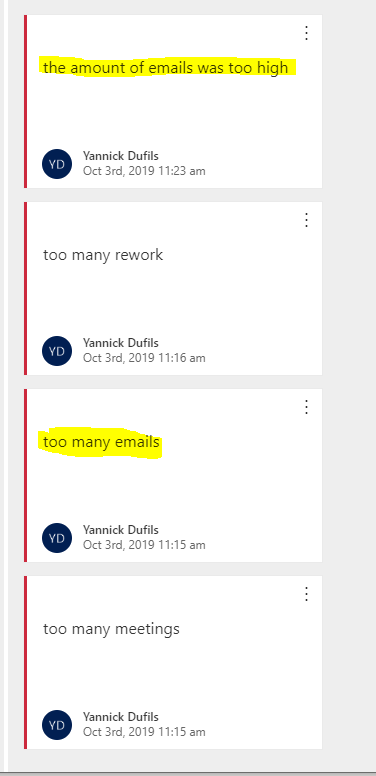 the amount of emails was too high
YD
Yannick Dufils
Oct 3rd, 2019 11:23 am
too many rework
YD
Yannick Dufils
Oct 3rd, 2019 11:16 am
too many emails
YD
Yannick Dufils
Oct 3rd, 2019 11:15 am
too many meetings
YD
Yannick Dufils
Oct 3rd, 2019 11:15 am